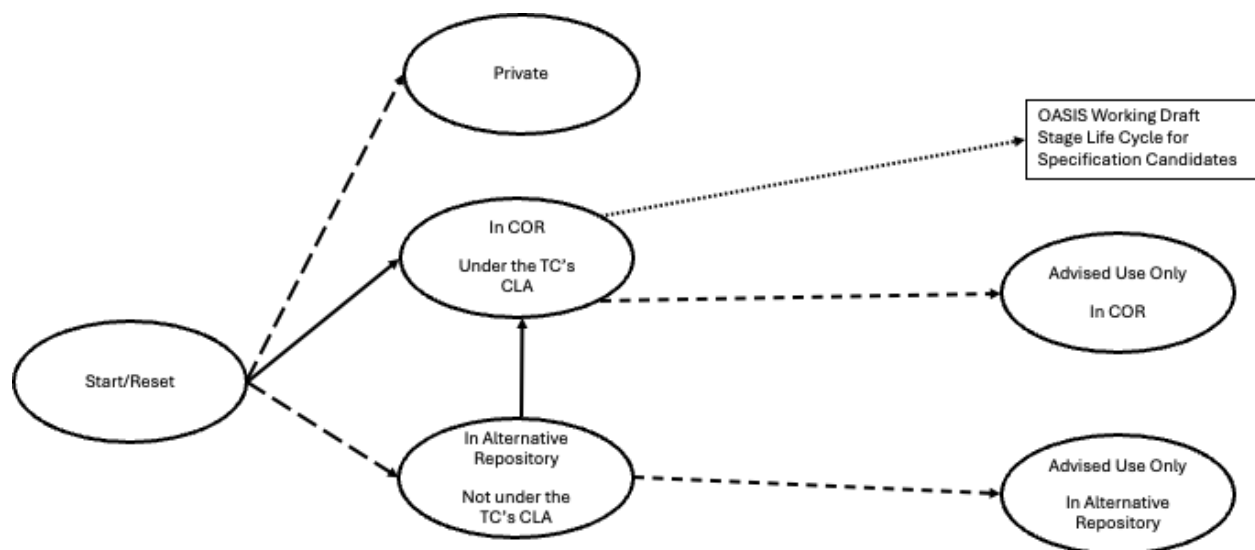 Private
OASIS Working Draft
Stage Life Cycle for
Specification Candidates
In COR
Under the TC's
CLA
Advised Use Only
In COR
Start/Reset
In Alternative
Repository
Not under the
TC's CLA
Advised Use Only
In Alternative
Repository